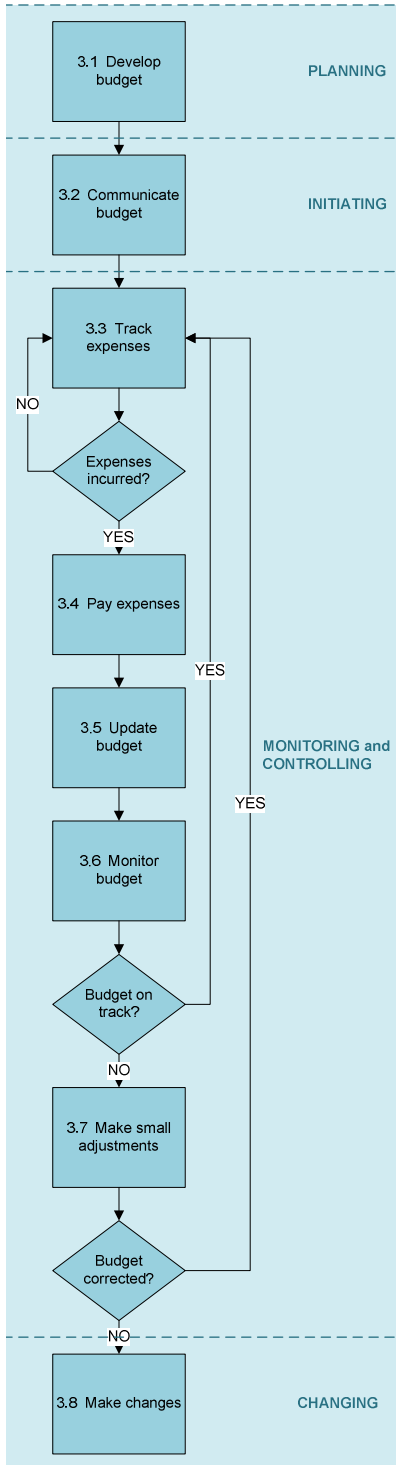 3.1 Develop
budget
PLANNING
3.2 Communicate
budget
INITIATING
3.3 Track
expenses
NO
Expenses
incurred?
YES
3.4 Pay expenses
YES
3.5 Update
budget
MONITORING and
CONTROLLING
YES
3.6 Monitor
budget
Budget on
track?
NO
3.7 Make small
adjustments
Budget
corrected?
NO
3.8 Make changes
CHANGING